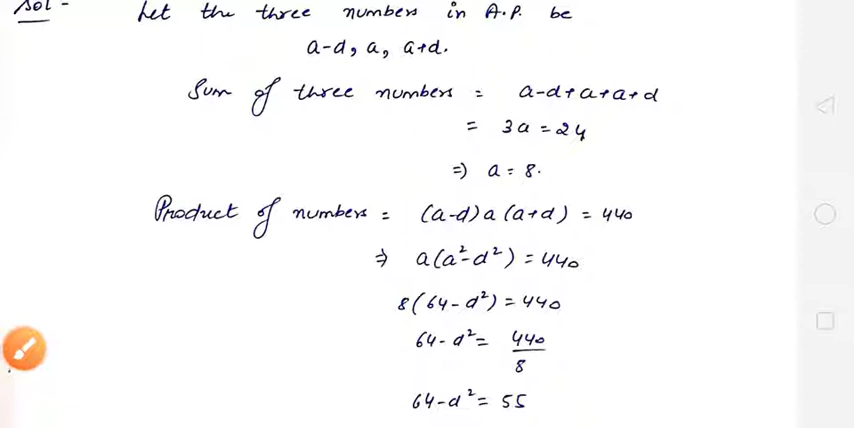 Sol -
Let the three numbers in A.P. be
a-d, a, a+d.
Sum of three numbers = a-d+a+a+d
= 3a = 24
=> a = 8.
Product of numbers = (a-d)a(a+d) = 440
⇒ a(a²-d²) = 440
8(64-d²) = 440
64-d² = 440/8
64-d² = 55